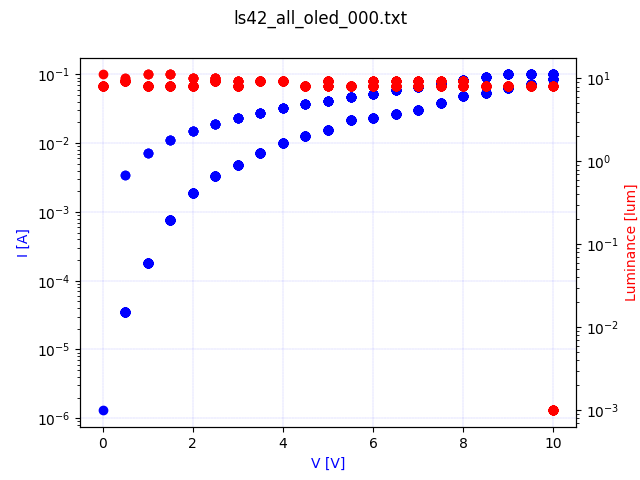 ls42_all_oled_000.txt
10⁻¹
10⁻²
10⁻³
10⁻⁴
10⁻⁵
10⁻⁶
I [A]
0 2 4 6 8 10
V [V]
10¹
10⁰
10⁻¹
10⁻²
10⁻³
Luminance [lum]